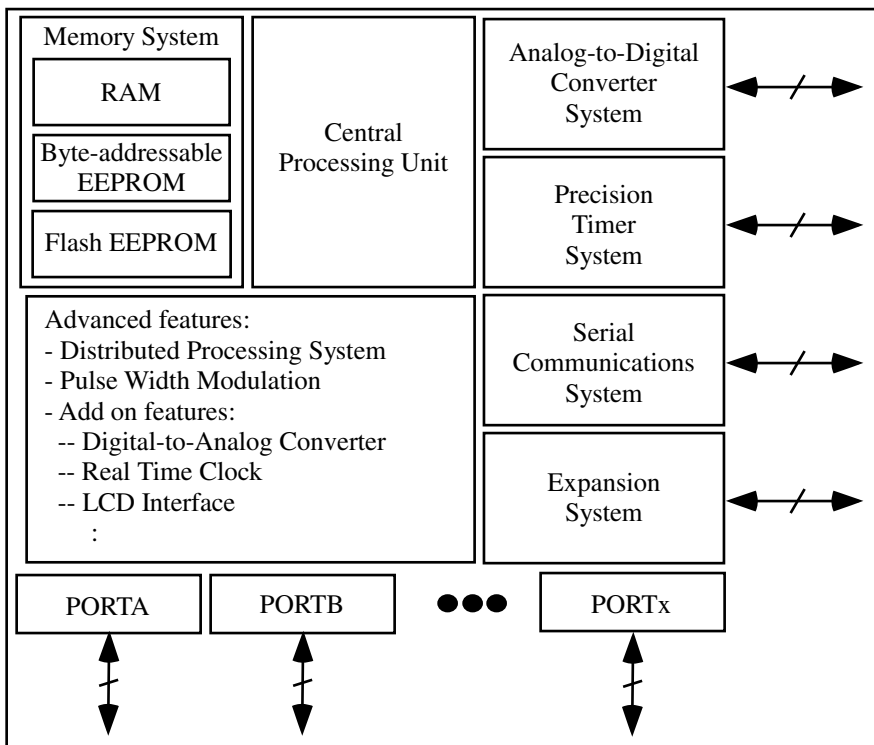 Memory System
RAM
Byte-addressable
EEPROM
Flash EEPROM
Central
Processing Unit
Analog-to-Digital
Converter
System
Precision
Timer
System
Advanced features:
- Distributed Processing System
- Pulse Width Modulation
- Add on features:
-- Digital-to-Analog Converter
-- Real Time Clock
-- LCD Interface
:
Serial
Communications
System
Expansion
System
PORTA
PORTB
PORTx